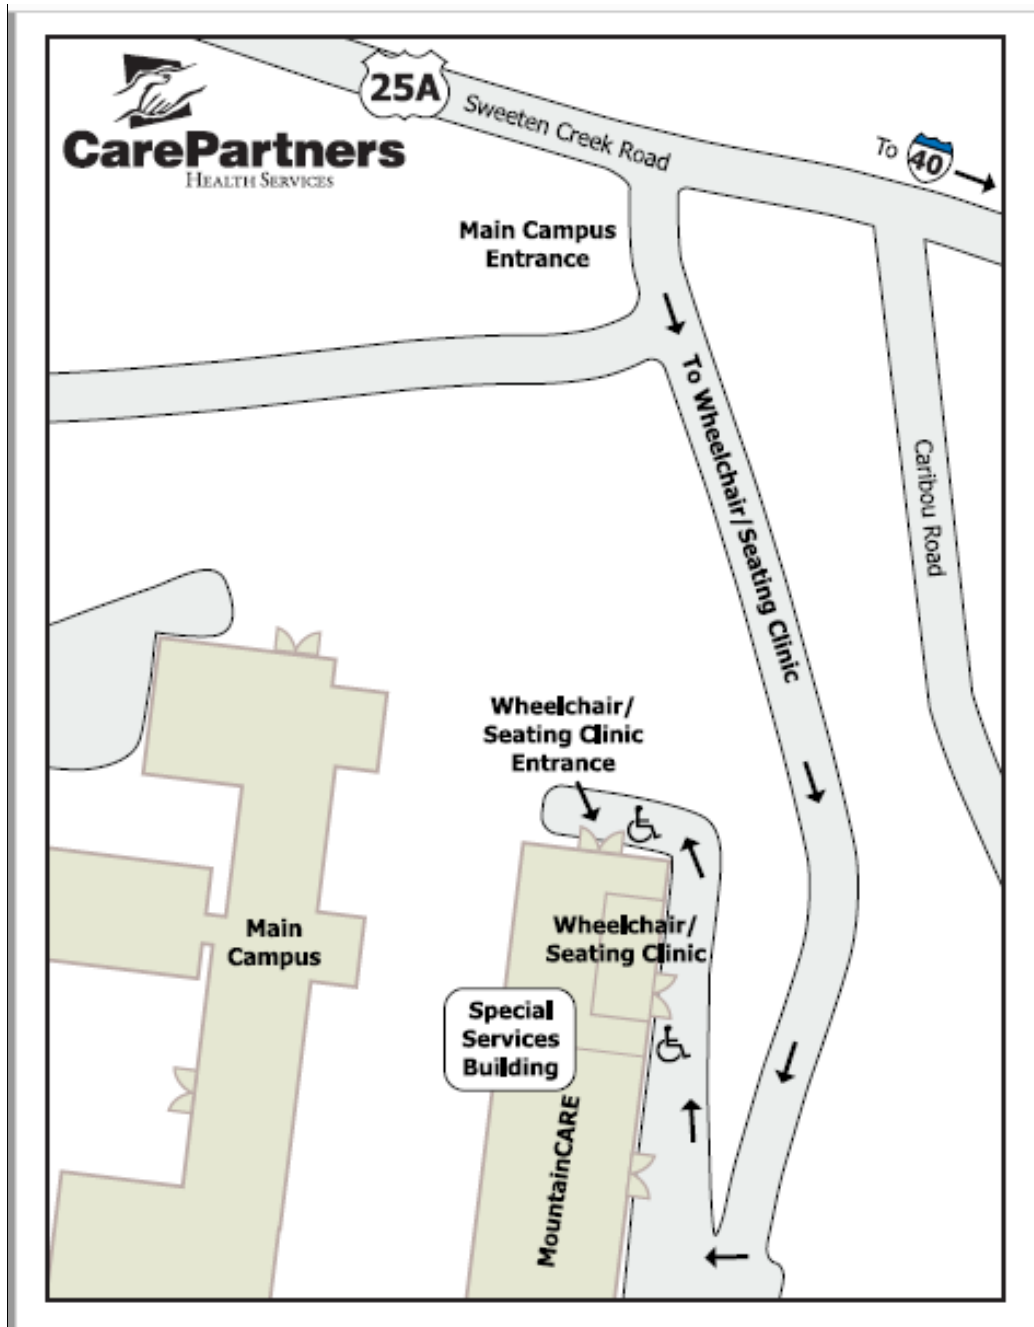 25A
Sweeten Creek Road
To 40
CarePartners
HEALTH SERVICES
Main Campus
Entrance
To Wheelchair/Seating Clinic
Caribou Road
Wheelchair/
Seating Clinic
Entrance
Main
Campus
Wheelchair/
Seating Clinic
Special
Services
Building
MountainCARE